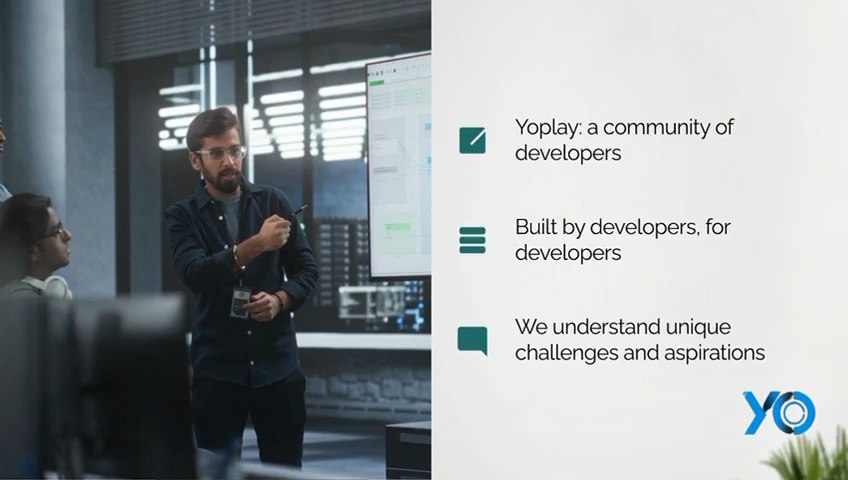 Yoplay: a community of
developers
Built by developers, for
developers
We understand unique
challenges and aspirations
YO